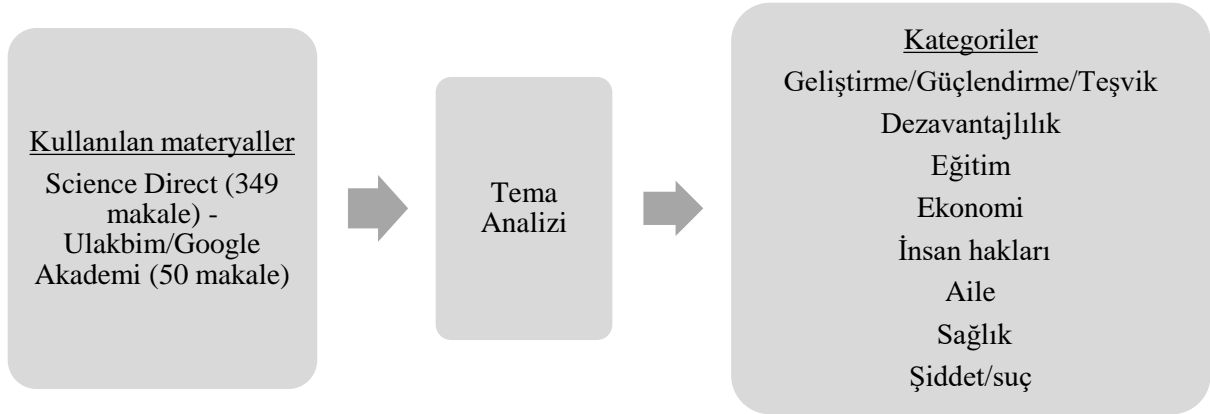 Kullanılan materyaller
Science Direct (349
makale) -
Ulakbim/Google
Akademi (50 makale)
Tema
Analizi
Kategoriler
Geliştirme/Güçlendirme/Teşvik
Dezavantajlılık
Eğitim
Ekonomi
İnsan hakları
Aile
Sağlık
Şiddet/suç